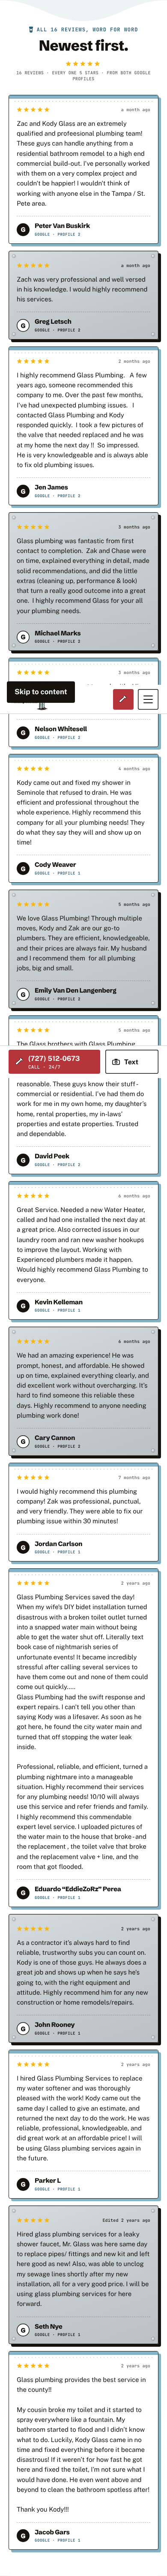 ALL 16 REVIEWS, WORD FOR WORD
Newest first.
16 REVIEWS · EVERY ONE 5 STARS · FROM BOTH GOOGLE
PROFILES
a month ago
Zac and Kody Glass are an extremely
qualified and professional plumbing team!
These guys can handle anything from a
residential bathroom remodel to a high end
commercial build-out. I've personally worked
with them on a very complex project and
couldn't be happier! I wouldn't think of
working with anyone else in the Tampa / St.
Pete area.
G
Peter Van Buskirk
GOOGLE · PROFILE 2
a month ago
Zach was very professional and well versed
in his knowledge. I would highly recommend
his services.
G
Greg Letsch
GOOGLE · PROFILE 2
2 months ago
I highly recommend Glass Plumbing. A few
years ago, someone recommended this
company to me. Over the past few months,
I've had unexpected plumbing issues. I
contacted Glass Plumbing and Kody
responded quickly. I took a few pictures of
the valve that needed replaced and he was
at my home the next day !! So impressed.
He is very knowledgeable and is always able
to fix old plumbing issues.
G
Jen James
GOOGLE · PROFILE 2
3 months ago
Glass plumbing was fantastic from first
contact to completion. Zak and Chase were
on time, explained everything in detail, made
solid recommendations, and did the little
extras (cleaning up, performance & look)
that turn a really good outcome into a great
one. I highly recommend Glass for your all
your plumbing needs.
G
Michael Marks
GOOGLE · PROFILE 2
3 months ago
Skip to content
G
Nelson Whitesell
GOOGLE · PROFILE 2
4 months ago
Kody came out and fixed my shower in
Seminole that refused to drain. He was
efficient and professional throughout the
whole experience. Highly recommend this
company for all your plumbing needs! They
do what they say they will and show up on
time!
G
Cody Weaver
GOOGLE · PROFILE 1
5 months ago
We love Glass Plumbing! Through multiple
moves, Kody and Zak are our go-to
plumbers. They are efficient, knowledgeable,
and their prices are always fair. My husband
and I recommend them for all plumbing
jobs, big and small.
G
Emily Van Den Langenberg
GOOGLE · PROFILE 2
5 months ago
The Glass brothers with Glass Plumbing
(727) 512-0673
CALL · 24/7
Text
reasonable. These guys know their stuff -
commercial or residential. I've had them do
work for me in my own home, my daughter's
home, rental properties, my in-laws'
properties and estate properties. Trusted
and dependable.
G
David Peek
GOOGLE · PROFILE 2
6 months ago
Great Service. Needed a new Water Heater,
called and had one installed the next day at
a great price. Also corrected issues in our
laundry room and ran new washer hookups
to improve the layout. Working with
Experienced plumbers made it happen.
Would highly recommend Glass Plumbing to
everyone.
G
Kevin Kelleman
GOOGLE · PROFILE 1
6 months ago
We had an amazing experience! He was
prompt, honest, and affordable. He showed
up on time, explained everything clearly, and
did excellent work without overcharging. It's
hard to find someone this reliable these
days. Highly recommend to anyone needing
plumbing work done!
G
Cary Cannon
GOOGLE · PROFILE 2
7 months ago
I would highly recommend this plumbing
company! Zak was professional, punctual,
and very friendly. They were able to fix our
plumbing issue within 30 minutes!
G
Jordan Carlson
GOOGLE · PROFILE 1
2 years ago
Glass Plumbing Services saved the day!
When my wife's DIY bidet installation turned
disastrous with a broken toilet outlet turned
into a snapped water main without being
able to get the water shut off. Literally text
book case of nightmarish series of
unfortunate events! It became incredibly
stressful after calling several services to
have them come out and none of them could
come out quickly.....
Glass Plumbing had the swift response and
expert repairs, I can't tell you other than
saying Kody was a lifesaver. As soon as he
got here, he found the city water main and
turned that off stopping the water leak
inside.
Professional, reliable, and efficient, turned a
plumbing nightmare into a manageable
situation. Highly recommend their services
for any plumbing needs! 10/10 will always
use this service and refer friends and family.
I highly recommend this commendable
expert level service. I uploaded pictures of
the water main to the house that broke - and
the replacement , the toilet valve that broke
and the replacement valve + line, and the
room that got flooded.
G
Eduardo “EddieZoRz” Perea
GOOGLE · PROFILE 1
2 years ago
As a contractor it's always hard to find
reliable, trustworthy subs you can count on.
Kody is one of those guys. He always does a
great job and shows up when he says he's
going to, with the right equipment and
attitude. Highly recommend him for any new
construction or home remodels/repairs.
G
John Rooney
GOOGLE · PROFILE 1
2 years ago
I hired Glass Plumbing Services to replace
my water softener and was thoroughly
pleased with the work! Kody came out the
same day I called to give an estimate, and
returned the next day to do the work. He was
reliable, professional, knowledgeable, and
did great work at an affordable price! I will
be using Glass plumbing services again in
the future.
G
Parker L
GOOGLE · PROFILE 1
Edited 2 years ago
Hired glass plumbing services for a leaky
shower faucet, Mr. Glass was here same day
to replace pipes/ fittings and new kit and left
here good as new! Also, was able to unclog
my sewage lines shortly after my new
installation, all for a very good price. I will be
using glass plumbing services from here
forward.
G
Seth Nye
GOOGLE · PROFILE 1
2 years ago
Glass plumbing provides the best service in
the county!!
My cousin broke my toilet and it started to
spray everywhere like a fountain. My
bathroom started to flood and I didn't know
what to do. Luckily, Kody Glass came in no
time and fixed everything before it became
disastrous! If it weren't for how fast he got
here and fixed the toilet, I'm not sure what I
would have done. He even went above and
beyond to clean the bathroom spotless after!
Thank you Kody!!!
G
Jacob Gars
GOOGLE · PROFILE 1